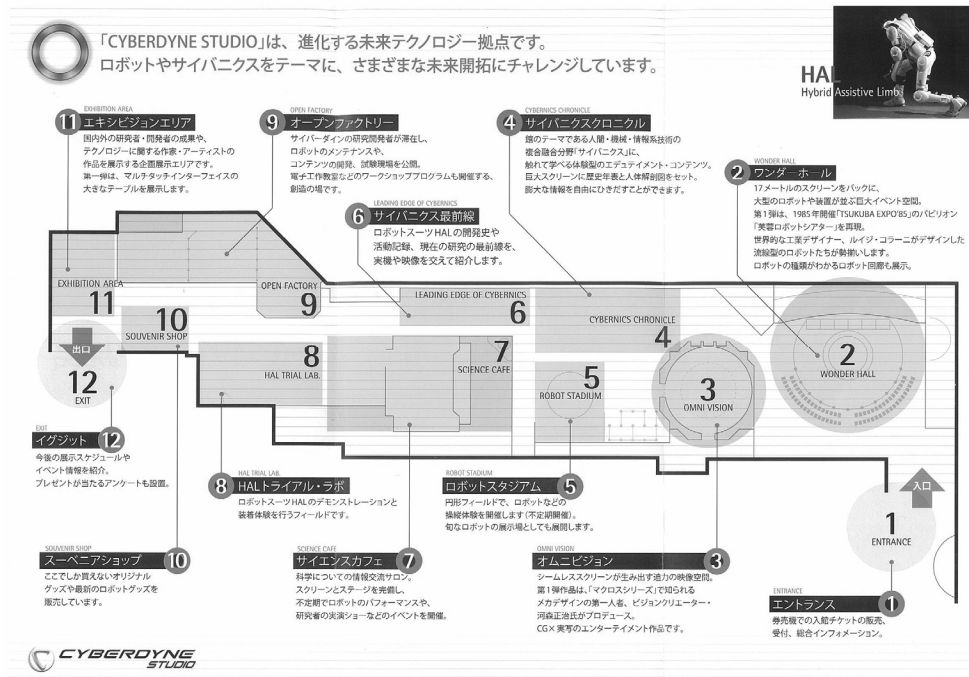 「CYBERDYNE STUDIO」は、進化する未来テクノロジー拠点です。
ロボットやサイバニクスをテーマに、さまざまな未来開拓にチャレンジしています。
HAL
Hybrid Assistive Limb
EXHIBITION AREA
11 エキシビジョンエリア
国内外の研究者・開発者の成果や、
テクノロジーに関する作家・アーティストの
作品を展示する企画展示エリアです。
第一弾は、マルチタッチインターフェイスの
大きなテーブルを展示します。
OPEN FACTORY
9 オープンファクトリー
サイバーダインの研究開発者が滞在し、
ロボットのメンテナンスや、
コンテンツの開発、試験現場を公開。
電子工作教室などのワークショッププログラムも開催する、
創造の場です。
CYBERNICS CHRONICLE
4 サイバニクスクロニクル
館のテーマである人間・機械・情報系技術の
複合融合分野「サイバニクス」に、
触れて学べる体験型のエデュテイメント・コンテンツ。
巨大スクリーンに歴史年表と人体解剖図をセット。
膨大な情報を自由にひきだすことができます。
WONDER HALL
2 ワンダーホール
17メートルのスクリーンをバックに、
大型のロボットや装置が並ぶ巨大イベント空間。
第1弾は、1985年開催「TSUKUBA EXPO'85」のパビリオン
「芙蓉ロボットシアター」を再現。
世界的な工業デザイナー、ルイジ・コラーニがデザインした
流線型のロボットたちが勢揃いします。
ロボットの種類がわかるロボット回廊も展示。
LEADING EDGE OF CYBERNICS
6 サイバニクス最前線
ロボットスーツHALの開発史や
活動記録、現在の研究の最前線を、
実機や映像を交えて紹介します。
EXHIBITION AREA
11
OPEN FACTORY
9
LEADING EDGE OF CYBERNICS
6
CYBERNICS CHRONICLE
4
10
SOUVENIR SHOP
8
HAL TRIAL LAB.
7
SCIENCE CAFE
5
ROBOT STADIUM
3
OMNI VISION
2
WONDER HALL
出口
12
EXIT
入口
1
ENTRANCE
EXIT
イグジット 12
今後の展示スケジュールや
イベント情報を紹介。
プレゼントが当たるアンケートも設置。
HAL TRIAL LAB.
8 HALトライアル・ラボ
ロボットスーツHALのデモンストレーションと
装着体験を行うフィールドです。
ROBOT STADIUM
ロボットスタジアム 5
円形フィールドで、ロボットなどの
操縦体験を開催します(不定期開催)。
旬なロボットの展示場としても展開します。
SOUVENIR SHOP
スーベニアショップ 10
ここでしか買えないオリジナル
グッズや最新のロボットグッズを
販売しています。
SCIENCE CAFE
サイエンスカフェ 7
科学についての情報交流サロン。
スクリーンとステージを完備し、
不定期でロボットのパフォーマンスや、
研究者の実演ショーなどのイベントを開催。
OMNI VISION
オムニビジョン 3
シームレススクリーンが生み出す迫力の映像空間。
第1弾作品は、「マクロスシリーズ」で知られる
メカデザインの第一人者、ビジョンクリエーター・
河森正治氏がプロデュース。
CG×実写のエンターテイメント作品です。
ENTRANCE
エントランス 1
券売機での入館チケットの販売、
受付、総合インフォメーション。
CYBERDYNE
STUDIO